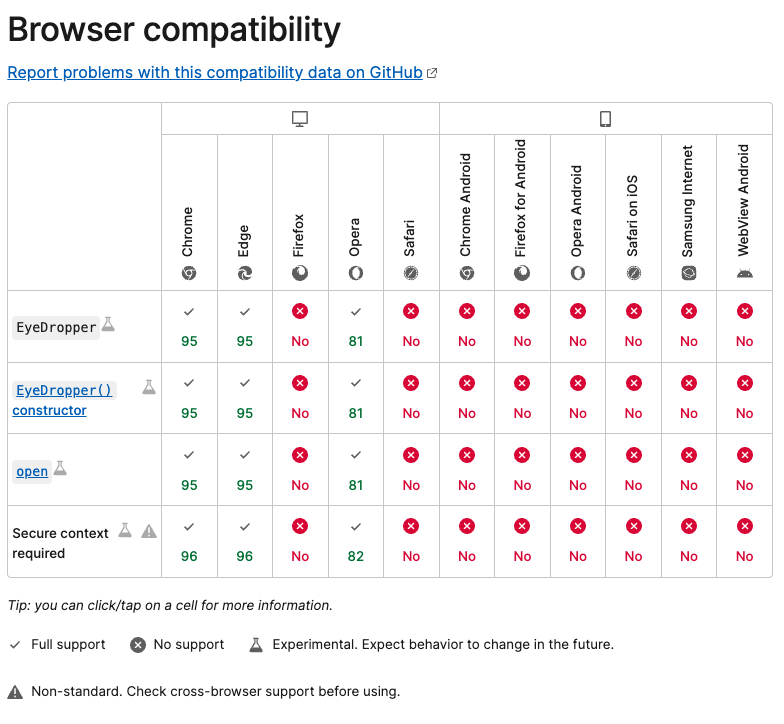 Browser compatibility
Report problems with this compatibility data on GitHub
Chrome Edge Firefox Opera Safari Chrome Android Firefox for Android Opera Android Safari on iOS Samsung Internet WebView Android
EyeDropper
95 95 No 81 No No No No No No No
EyeDropper()
constructor
95 95 No 81 No No No No No No No
open
95 95 No 81 No No No No No No No
Secure context
required
96 96 No 82 No No No No No No No
Tip: you can click/tap on a cell for more information.
Full support No support Experimental. Expect behavior to change in the future.
Non-standard. Check cross-browser support before using.